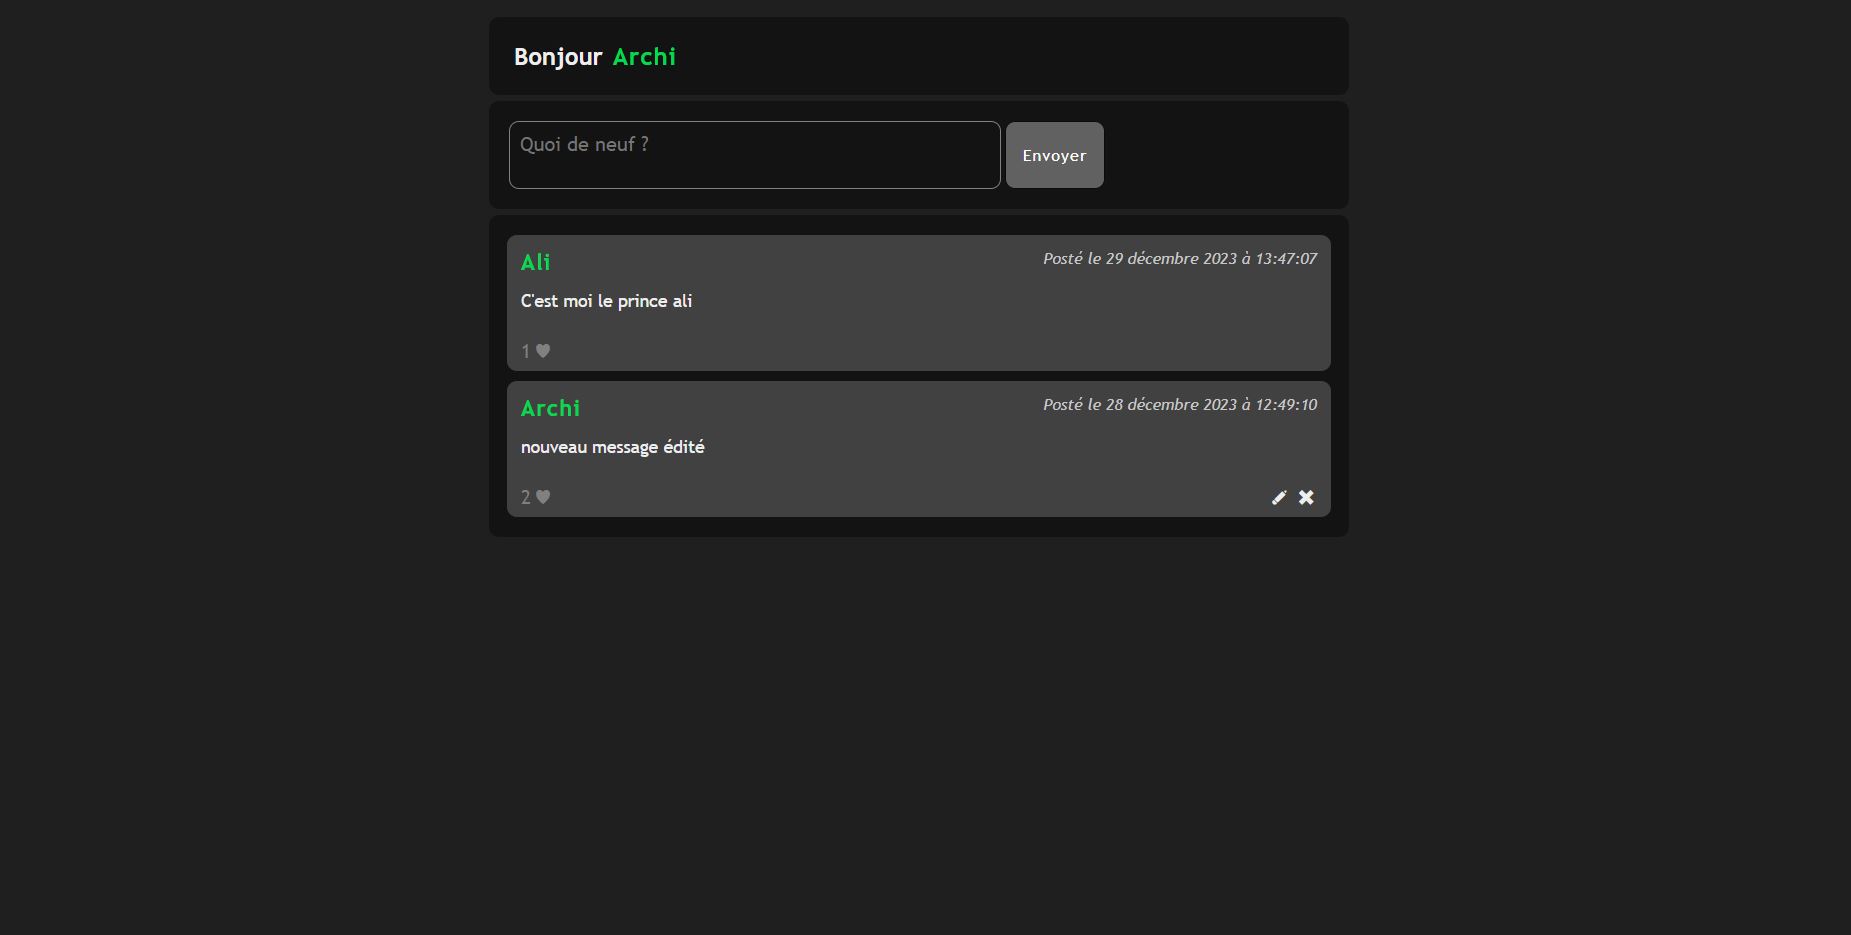 Bonjour Archi
Quoi de neuf ?
Envoyer
Ali
Posté le 29 décembre 2023 à 13:47:07
C'est moi le prince ali
1
Archi
Posté le 28 décembre 2023 à 12:49:10
nouveau message édité
2